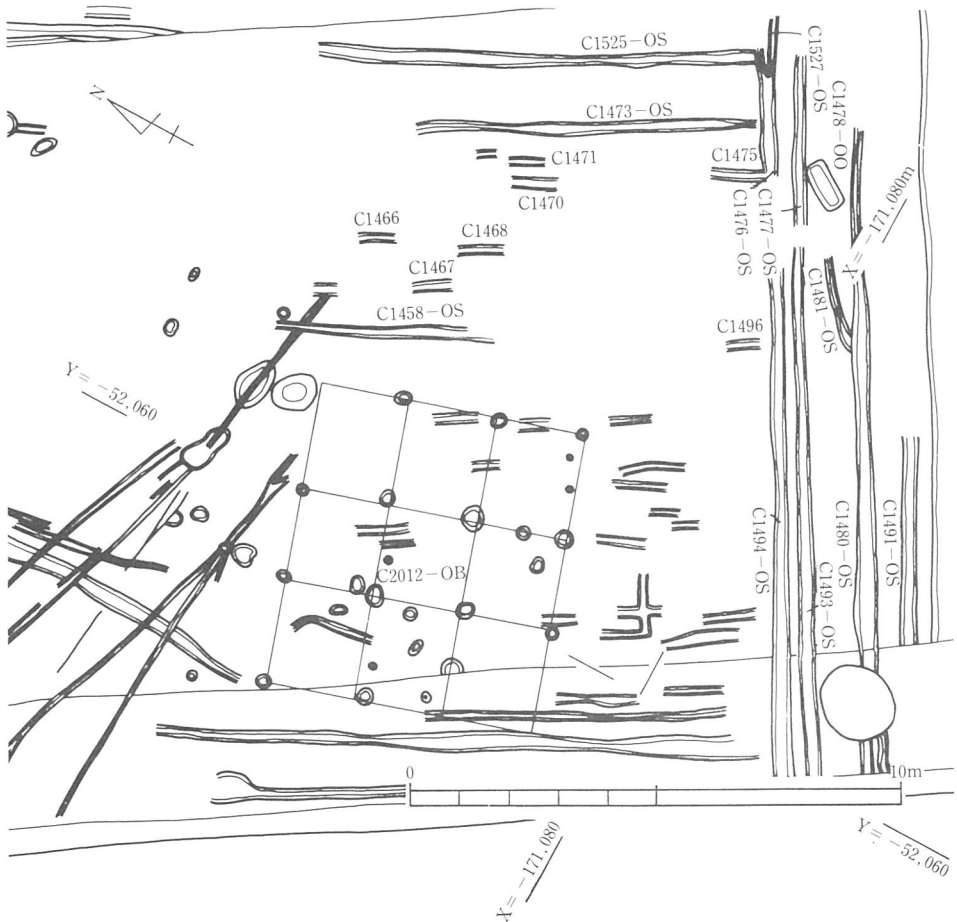 C1525-OS
C1527-OS
C1473-OS
C1478-OO
N
C1471
C1475
C1470
X=-171,080m
C1466
C1468
C1477-OS
C1476-OS
C1467
C1481-OS
C1458-OS
C1496
Y=-52,060
C1494-OS
C1480-OS
C1491-OS
C2012-OB
C1493-OS
0
10m
X=-171,080
Y=-52,060